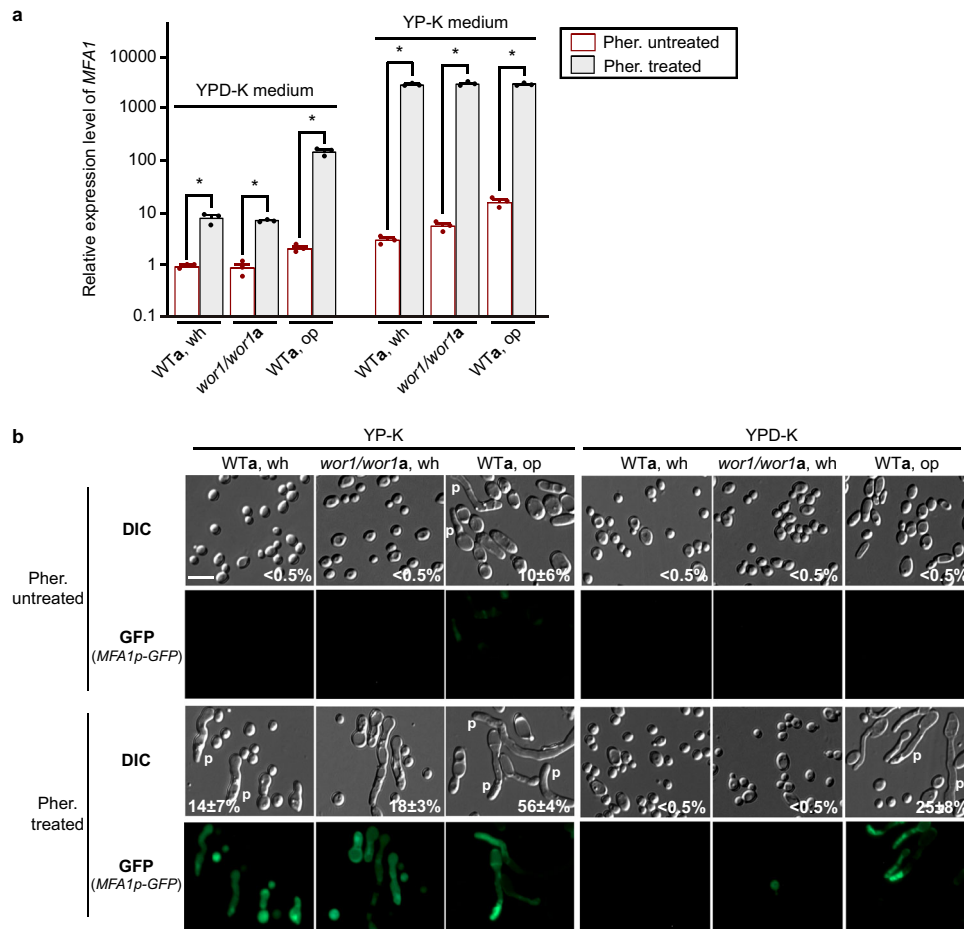 a
YP-K medium
Pher. untreated
Pher. treated
YPD-K medium
Relative expression level of MFA1
10000
1000
100
10
1
0.1
* * * * * *
WTa, wh
wor1/wor1a
WTa, op
WTa, wh
wor1/wor1a
WTa, op
b
YP-K YPD-K
WTa, wh wor1/wor1a, wh WTa, op WTa, wh wor1/wor1a, wh WTa, op
Pher.
untreated
DIC
p
p
<0.5% <0.5% 10±6% <0.5% <0.5% <0.5%
GFP
(MFA1p-GFP)
Pher.
treated
DIC
p p p p p
14±7% 18±3% 56±4% <0.5% <0.5% 25±8%
GFP
(MFA1p-GFP)